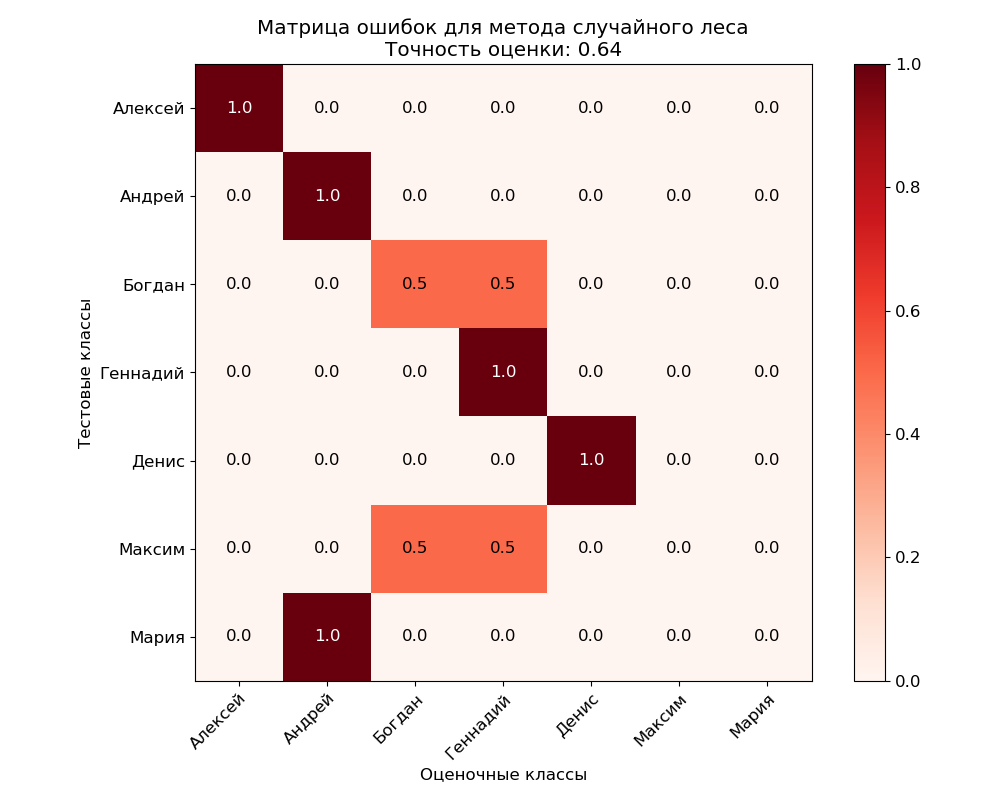 Матрица ошибок для метода случайного леса
Точность оценки: 0.64
Тестовые классы
Алексей 1.0 0.0 0.0 0.0 0.0 0.0 0.0
Андрей 0.0 1.0 0.0 0.0 0.0 0.0 0.0
Богдан 0.0 0.0 0.5 0.5 0.0 0.0 0.0
Геннадий 0.0 0.0 0.0 1.0 0.0 0.0 0.0
Денис 0.0 0.0 0.0 0.0 1.0 0.0 0.0
Максим 0.0 0.0 0.5 0.5 0.0 0.0 0.0
Мария 0.0 1.0 0.0 0.0 0.0 0.0 0.0
Алексей Андрей Богдан Геннадий Денис Максим Мария
Оценочные классы
1.0
0.8
0.6
0.4
0.2
0.0